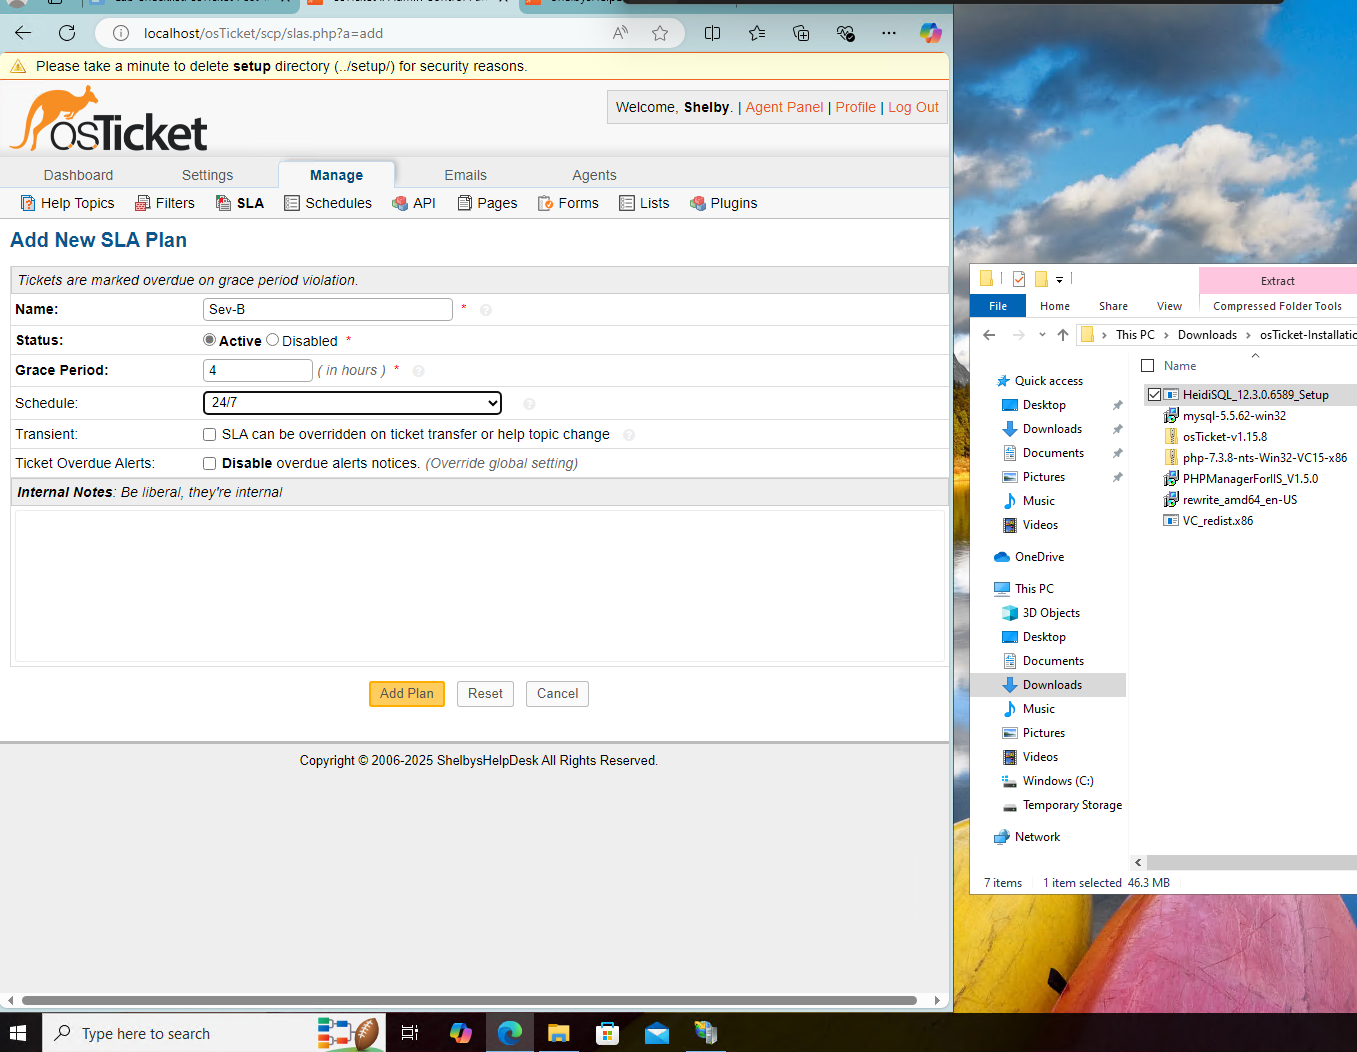 localhost/osTicket/scp/slas.php?a=add
Please take a minute to delete setup directory (../setup/) for security reasons.
osTicket
Welcome, Shelby. | Agent Panel | Profile | Log Out
Dashboard Settings Manage Emails Agents
Help Topics Filters SLA Schedules API Pages Forms Lists Plugins
Add New SLA Plan
Tickets are marked overdue on grace period violation.
Name: Sev-B *
Status: Active Disabled *
Grace Period: 4 ( in hours ) *
Schedule: 24/7
Transient: SLA can be overridden on ticket transfer or help topic change
Ticket Overdue Alerts: Disable overdue alerts notices. (Override global setting)
Internal Notes: Be liberal, they're internal
Add Plan Reset Cancel
Copyright © 2006-2025 ShelbysHelpDesk All Rights Reserved.
Extract
File Home Share View Compressed Folder Tools
This PC > Downloads > osTicket-Installatio
Name
Quick access
Desktop
Downloads
Documents
Pictures
Music
Videos
OneDrive
This PC
3D Objects
Desktop
Documents
Downloads
Music
Pictures
Videos
Windows (C:)
Temporary Storage
Network
HeidiSQL_12.3.0.6589_Setup
mysql-5.5.62-win32
osTicket-v1.15.8
php-7.3.8-nts-Win32-VC15-x86
PHPManagerForIIS_V1.5.0
rewrite_amd64_en-US
VC_redist.x86
7 items 1 item selected 46.3 MB
Type here to search